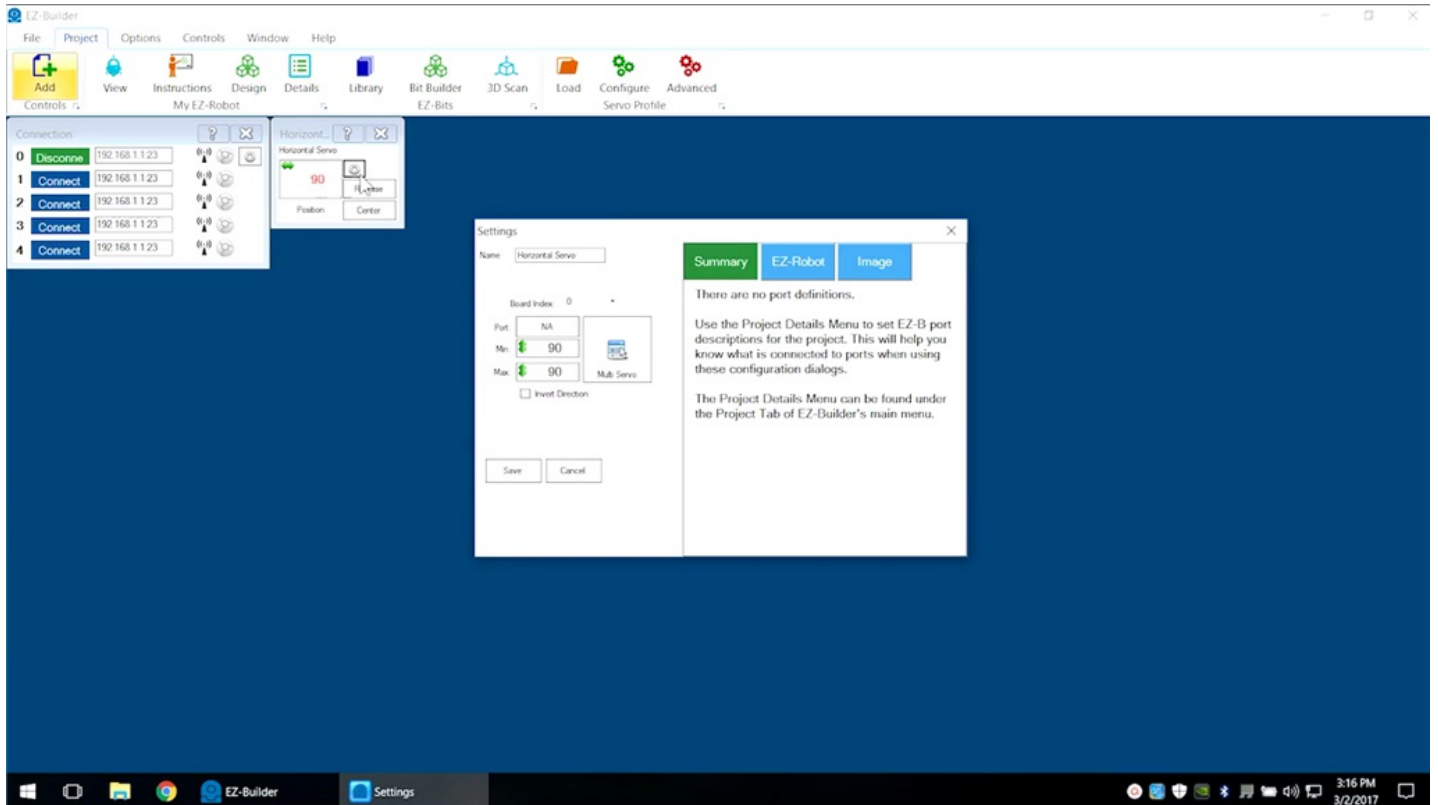 EZ-Builder
File Project Options Controls Window Help
Add View Instructions Design Details Library Bit Builder 3D Scan Load Configure Advanced
Controls My EZ-Robot EZ-Bits Servo Profile
Connection
0 Disconne 192.168.1.1:23
1 Connect 192.168.1.1:23
2 Connect 192.168.1.1:23
3 Connect 192.168.1.1:23
4 Connect 192.168.1.1:23
Horizont...
Horizontal Servo
90
Position Center
Settings
Name Horzontal Servo
Board Index: 0
Port NA
Min 90
Max 90
Multi Servo
Invert Direction
Save Cancel
Summary EZ-Robot Image
There are no port definitions.
Use the Project Details Menu to set EZ-B port
descriptions for the project. This will help you
know what is connected to ports when using
these configuration dialogs.
The Project Details Menu can be found under
the Project Tab of EZ-Builder's main menu.
EZ-Builder Settings
3:16 PM
3/2/2017